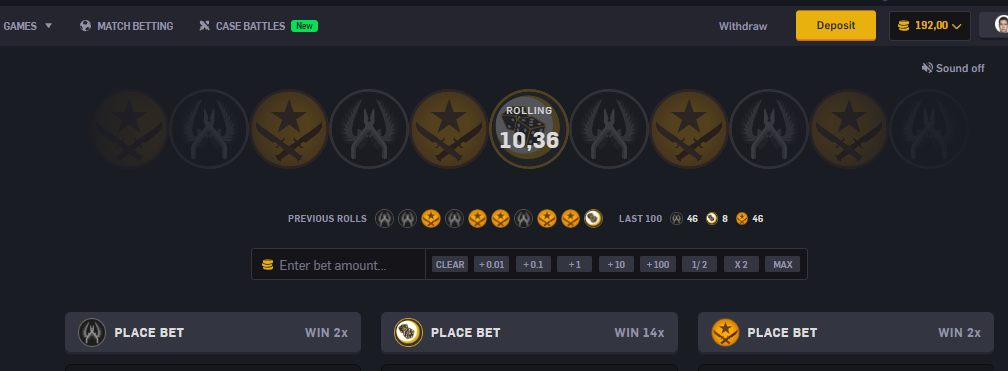 GAMES MATCH BETTING CASE BATTLES New Withdraw Deposit 192,00
Sound off
ROLLING
10,36
PREVIOUS ROLLS LAST 100 46 8 46
Enter bet amount... CLEAR +0.01 +0.1 +1 +10 +100 1/2 X2 MAX
PLACE BET WIN 2x PLACE BET WIN 14x PLACE BET WIN 2x